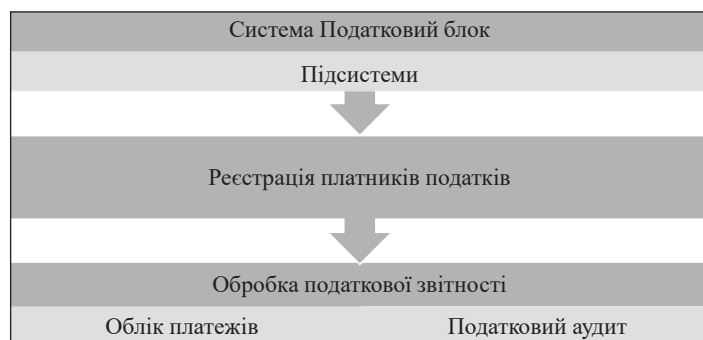 Система Податковий блок
Підсистеми
Реєстрація платників податків
Обробка податкової звітності
Облік платежів
Податковий аудит